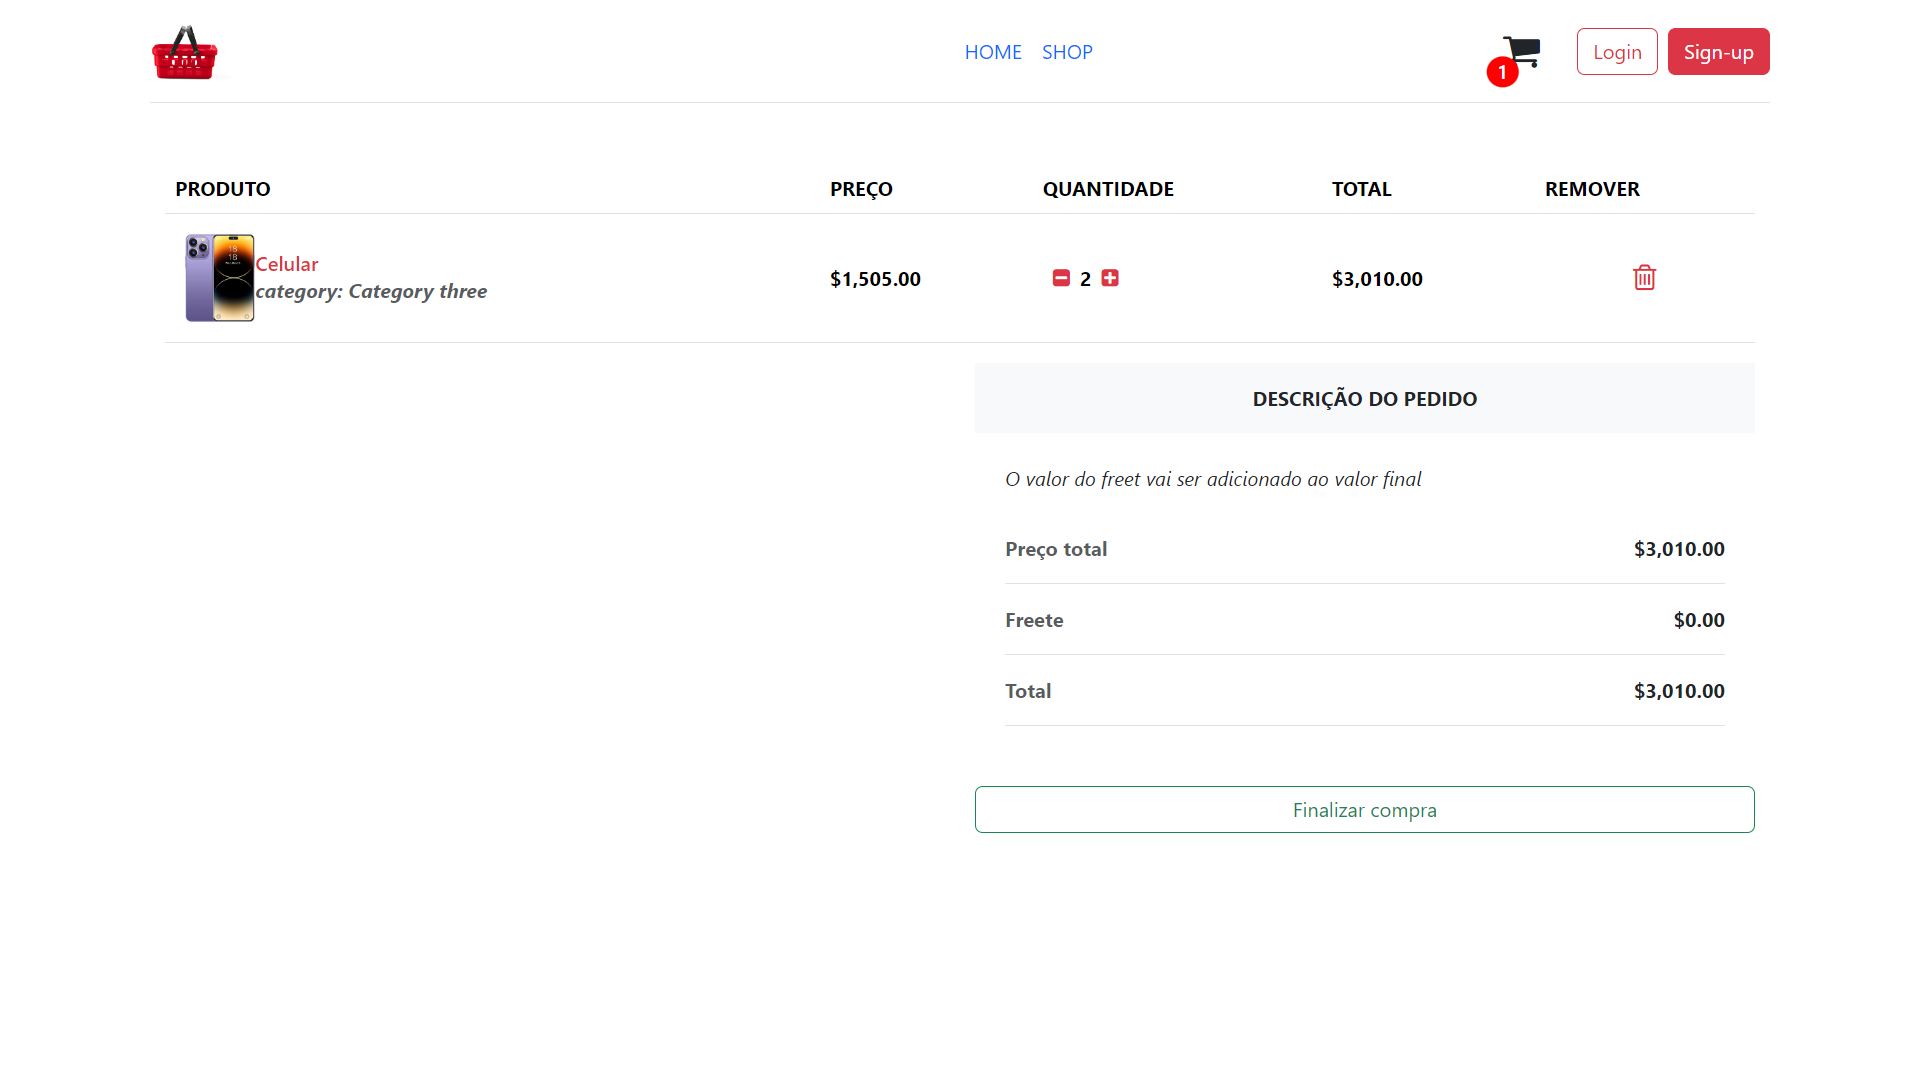 HOME SHOP 1 Login Sign-up
PRODUTO PREÇO QUANTIDADE TOTAL REMOVER
Celular
category: Category three
$1,505.00 2 $3,010.00
DESCRIÇÃO DO PEDIDO
O valor do freet vai ser adicionado ao valor final
Preço total $3,010.00
Freete $0.00
Total $3,010.00
Finalizar compra